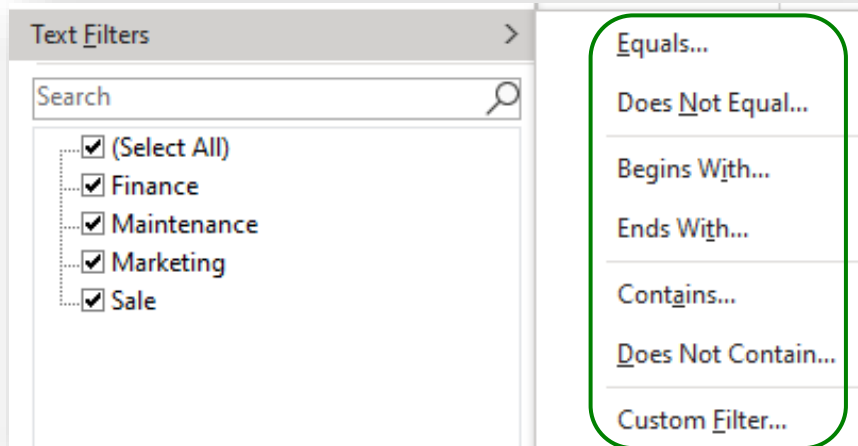 Text Filters
Search
(Select All)
Finance
Maintenance
Marketing
Sale
Equals...
Does Not Equal...
Begins With...
Ends With...
Contains...
Does Not Contain...
Custom Filter...